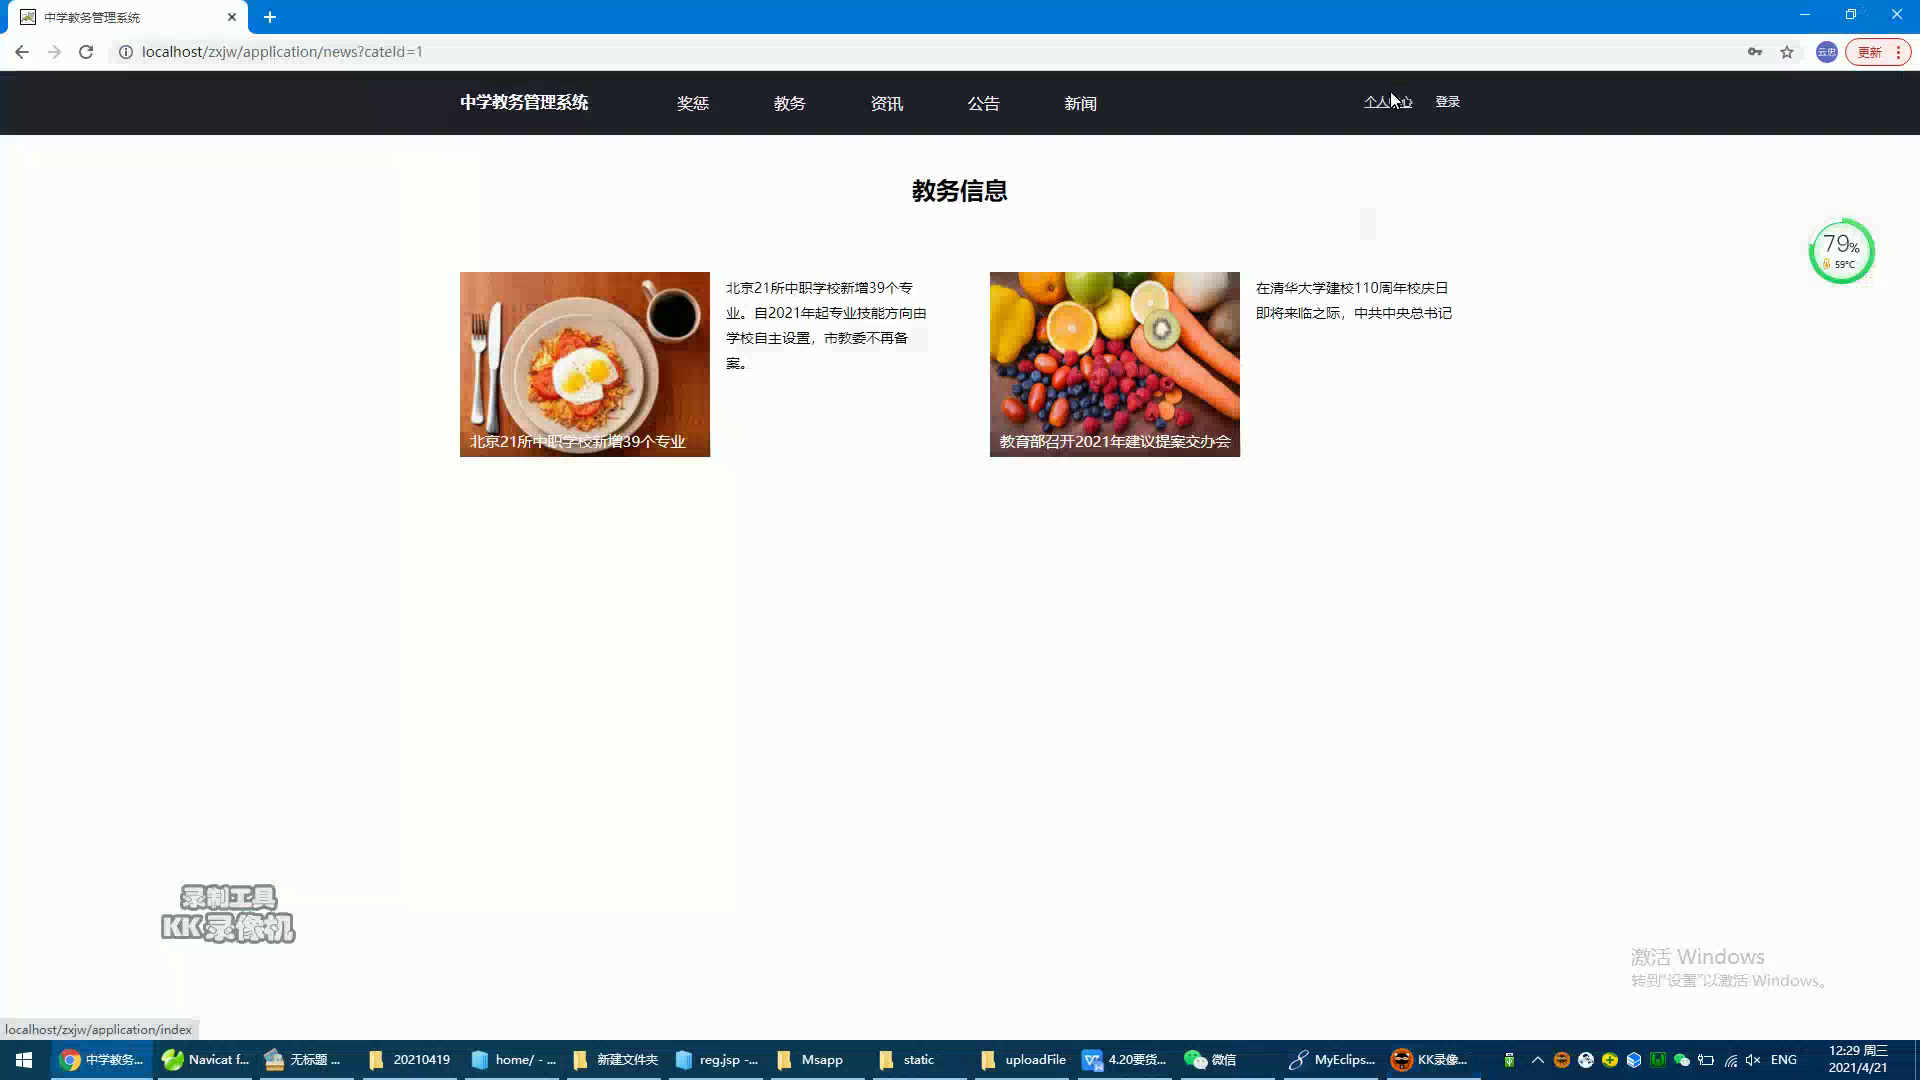 中学教务管理系统
localhost/zxjw/application/news?cateId=1
云忠
更新
中学教务管理系统
奖惩
教务
资讯
公告
新闻
个人中心
登录
教务信息
79%
59°C
北京21所中职学校新增39个专
业。自2021年起专业技能方向由
学校自主设置，市教委不再备
案。
北京21所中职学校新增39个专业
在清华大学建校110周年校庆日
即将来临之际，中共中央总书记
教育部召开2021年建议提案交办会
录制工具
KK录像机
激活 Windows
转到"设置"以激活 Windows。
localhost/zxjw/application/index
中学教务...
Navicat f...
无标题 ...
20210419
home/ - ...
新建文件夹
reg.jsp -...
Msapp
static
uploadFile
4.20要货...
微信
MyEclips...
KK录像...
ENG
12:29 周三
2021/4/21